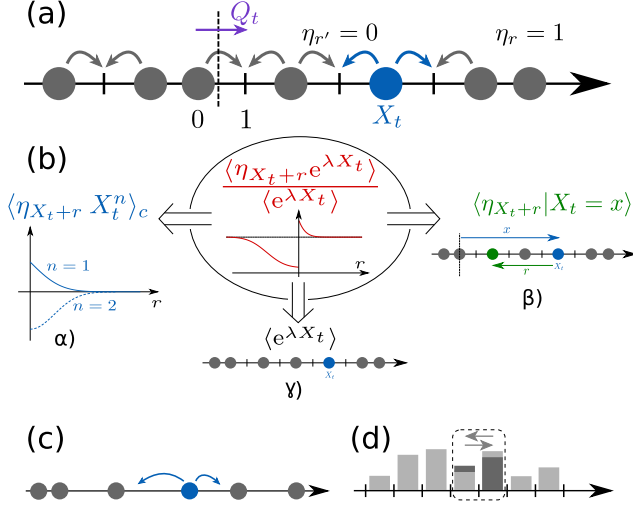 (a)
Q_t
η_{r'} = 0
η_r = 1
0
1
X_t
(b)
⟨η_{X_t+r} e^{λX_t}⟩
⟨e^{λX_t}⟩
r
⟨η_{X_t+r} X_t^n⟩_c
n = 1
n = 2
r
α)
⟨η_{X_t+r}|X_t = x⟩
x
r
X_t
β)
⟨e^{λX_t}⟩
X_t
γ)
(c)
(d)